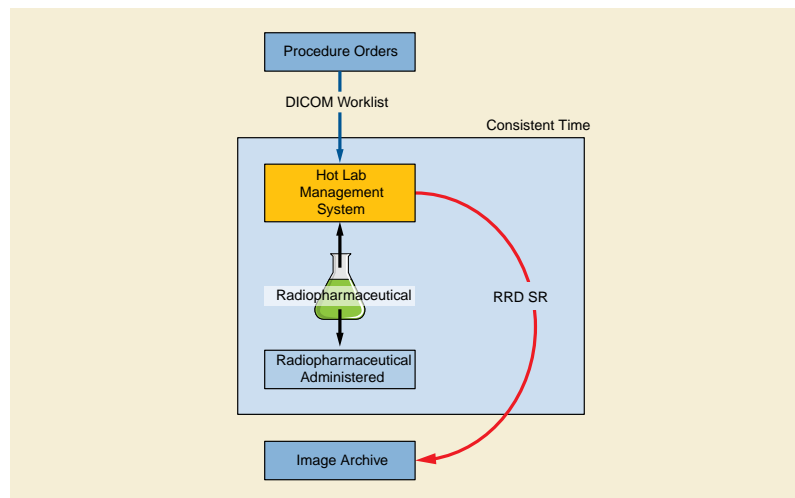 Procedure Orders
DICOM Worklist
Consistent Time
Hot Lab
Management
System
Radiopharmaceutical
RRD SR
Radiopharmaceutical
Administered
Image Archive